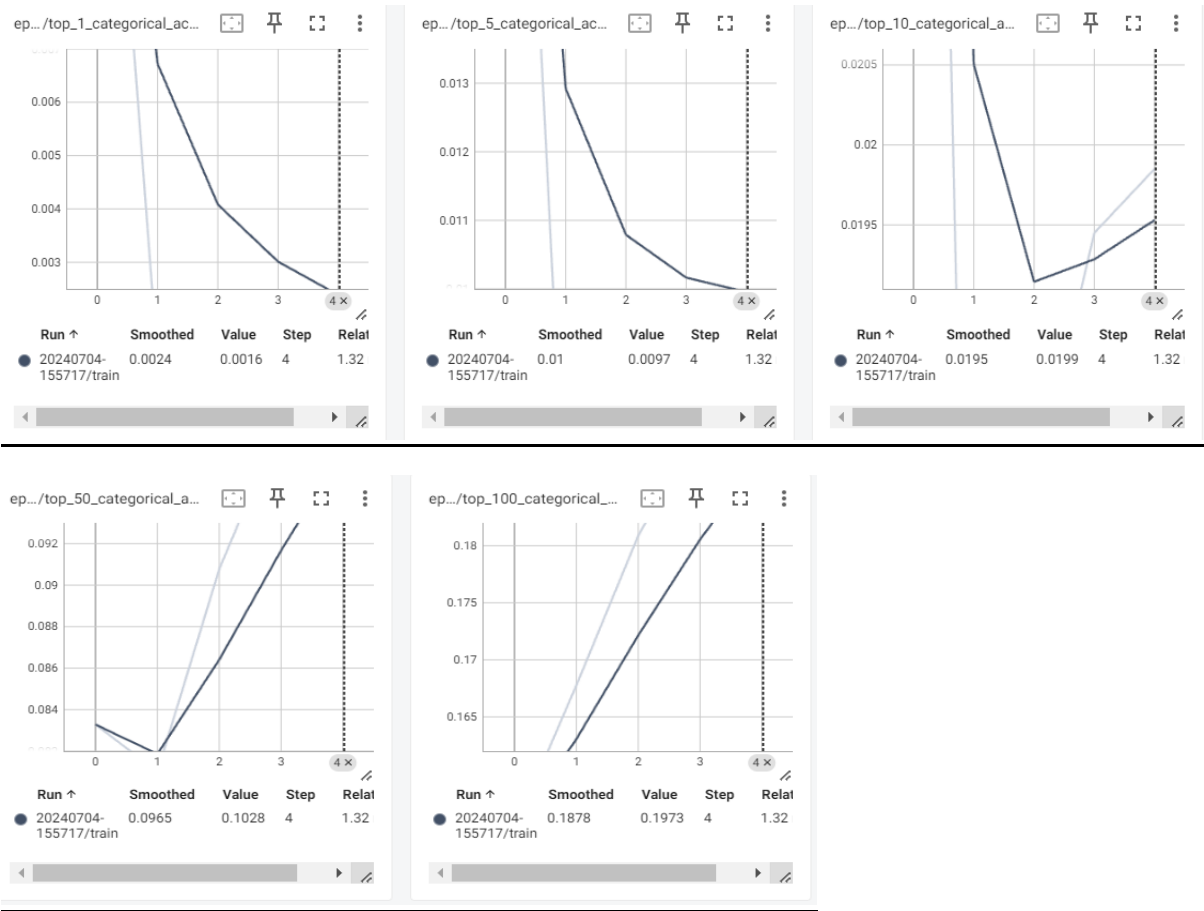 ep.../top_1_categorical_ac...
0.006
0.005
0.004
0.003
0 1 2 3 4 ×
Run ↑ Smoothed Value Step Relat
20240704-155717/train 0.0024 0.0016 4 1.32
ep.../top_5_categorical_ac...
0.013
0.012
0.011
0 1 2 3 4 ×
Run ↑ Smoothed Value Step Relat
20240704-155717/train 0.01 0.0097 4 1.32
ep.../top_10_categorical_a...
0.0205
0.02
0.0195
0 1 2 3 4 ×
Run ↑ Smoothed Value Step Relat
20240704-155717/train 0.0195 0.0199 4 1.32
ep.../top_50_categorical_a...
0.092
0.09
0.088
0.086
0.084
0 1 2 3 4 ×
Run ↑ Smoothed Value Step Relat
20240704-155717/train 0.0965 0.1028 4 1.32
ep.../top_100_categorical_...
0.18
0.175
0.17
0.165
0 1 2 3 4 ×
Run ↑ Smoothed Value Step Relat
20240704-155717/train 0.1878 0.1973 4 1.32